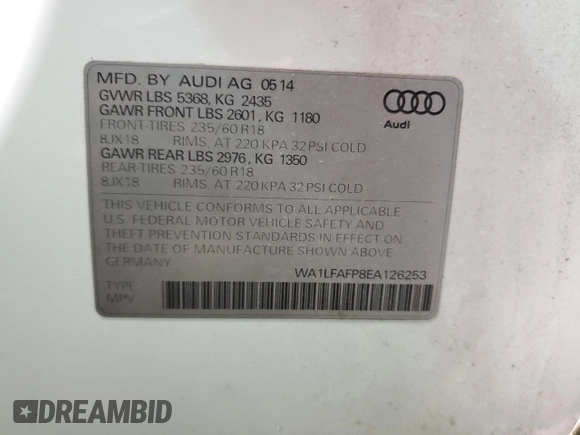 MFD. BY AUDI AG 0514
GVWR LBS 5368, KG 2435
GAWR FRONT LBS 2601, KG 1180
FRONT-TIRES 235/60 R18
8JX18 RIMS, AT 220 KPA 32 PSI COLD
GAWR REAR LBS 2976, KG 1350
REAR-TIRES 235/60 R18
8JX18 RIMS, AT 220 KPA 32 PSI COLD
Audi
THIS VEHICLE CONFORMS TO ALL APPLICABLE
U.S. FEDERAL MOTOR VEHICLE SAFETY AND
THEFT PREVENTION STANDARDS IN EFFECT ON
THE DATE OF MANUFACTURE SHOWN ABOVE
GERMANY
WA1LFAFP8EA126253
TYPE:
MPV
DREAMBID